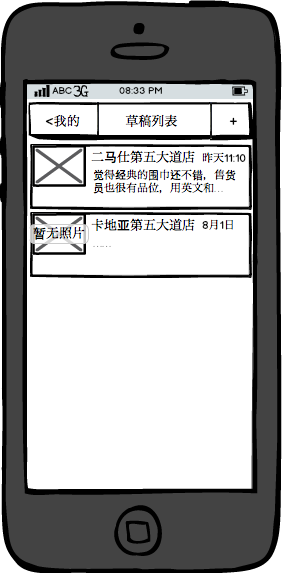 ABC 3G 08:33 PM
<我的 草稿列表 +
二马仕第五大道店 昨天11:10
觉得经典的围巾还不错，售货
员也很有品位，用英文和...
暂无照片
卡地亚第五大道店 8月1日
......